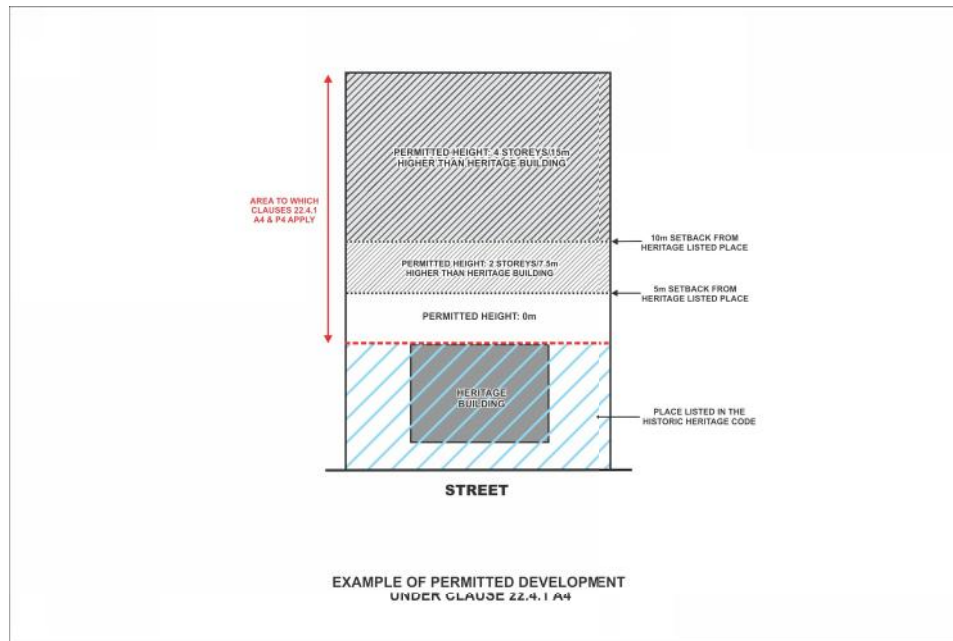 PERMITTED HEIGHT: 4 STOREYS/15m
HIGHER THAN HERITAGE BUILDING
AREA TO WHICH
CLAUSES 22.4.1
A4 & P4 APPLY
10m SETBACK FROM
HERITAGE LISTED PLACE
PERMITTED HEIGHT: 2 STOREYS/7.5m
HIGHER THAN HERITAGE BUILDING
5m SETBACK FROM
HERITAGE LISTED PLACE
PERMITTED HEIGHT: 0m
HERITAGE
BUILDING
PLACE LISTED IN THE
HISTORIC HERITAGE CODE
STREET
EXAMPLE OF PERMITTED DEVELOPMENT
UNDER CLAUSE 22.4.1 A4